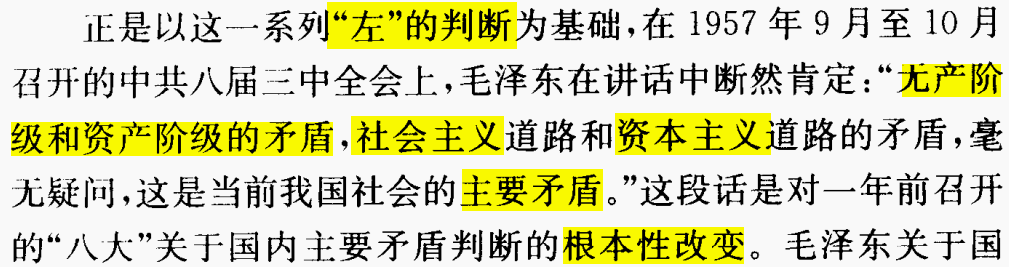 正是以这一系列“左”的判断为基础，在 1957 年 9 月至 10 月
召开的中共八届三中全会上，毛泽东在讲话中断然肯定：“无产阶
级和资产阶级的矛盾，社会主义道路和资本主义道路的矛盾，毫
无疑问，这是当前我国社会的主要矛盾。”这段话是对一年前召开
的“八大”关于国内主要矛盾判断的根本性改变。毛泽东关于国